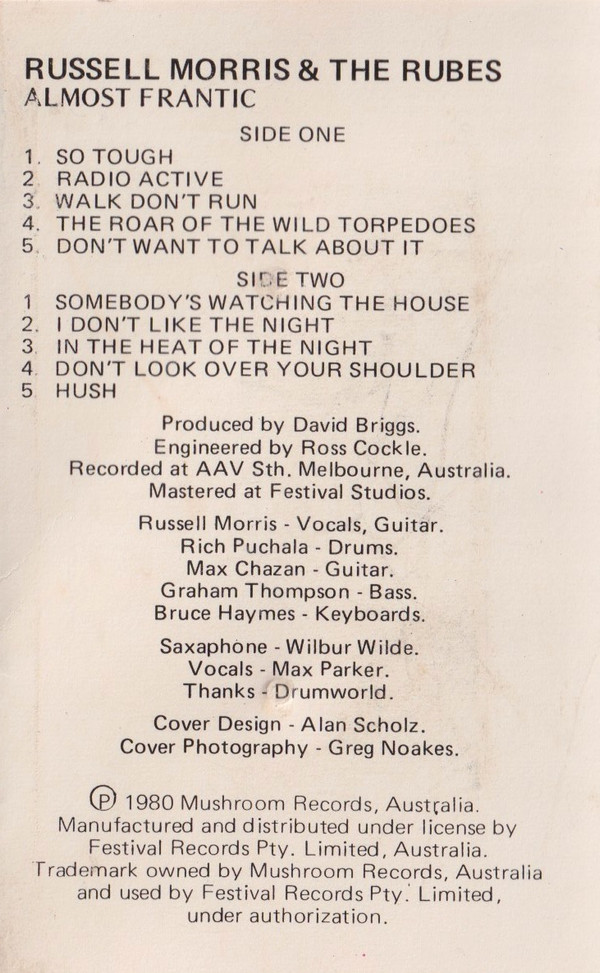 RUSSELL MORRIS & THE RUBES
ALMOST FRANTIC
SIDE ONE
1. SO TOUGH
2. RADIO ACTIVE
3. WALK DON'T RUN
4. THE ROAR OF THE WILD TORPEDOES
5. DON'T WANT TO TALK ABOUT IT
SIDE TWO
1 SOMEBODY'S WATCHING THE HOUSE
2. I DON'T LIKE THE NIGHT
3. IN THE HEAT OF THE NIGHT
4 DON'T LOOK OVER YOUR SHOULDER
5 HUSH
Produced by David Briggs.
Engineered by Ross Cockle.
Recorded at AAV Sth. Melbourne, Australia.
Mastered at Festival Studios.
Russell Morris - Vocals, Guitar.
Rich Puchala - Drums.
Max Chazan - Guitar.
Graham Thompson - Bass.
Bruce Haymes - Keyboards.
Saxaphone - Wilbur Wilde.
Vocals - Max Parker.
Thanks - Drumworld.
Cover Design - Alan Scholz.
Cover Photography - Greg Noakes.
℗ 1980 Mushroom Records, Australia.
Manufactured and distributed under license by
Festival Records Pty. Limited, Australia.
Trademark owned by Mushroom Records, Australia
and used by Festival Records Pty. Limited,
under authorization.